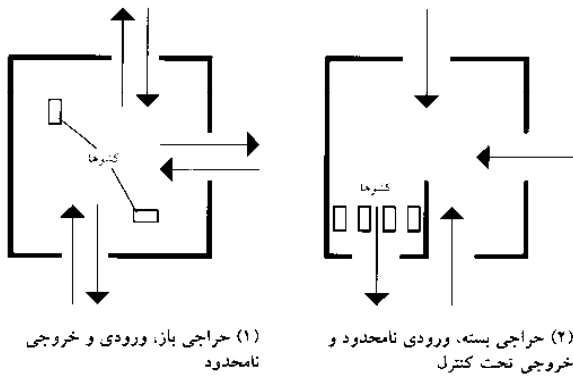 کشوها
کشوها
(۱) حراجی باز، ورودی و خروجی
نامحدود
(۲) حراجی بسته، ورودی نامحدود و
خروجی تحت کنترل